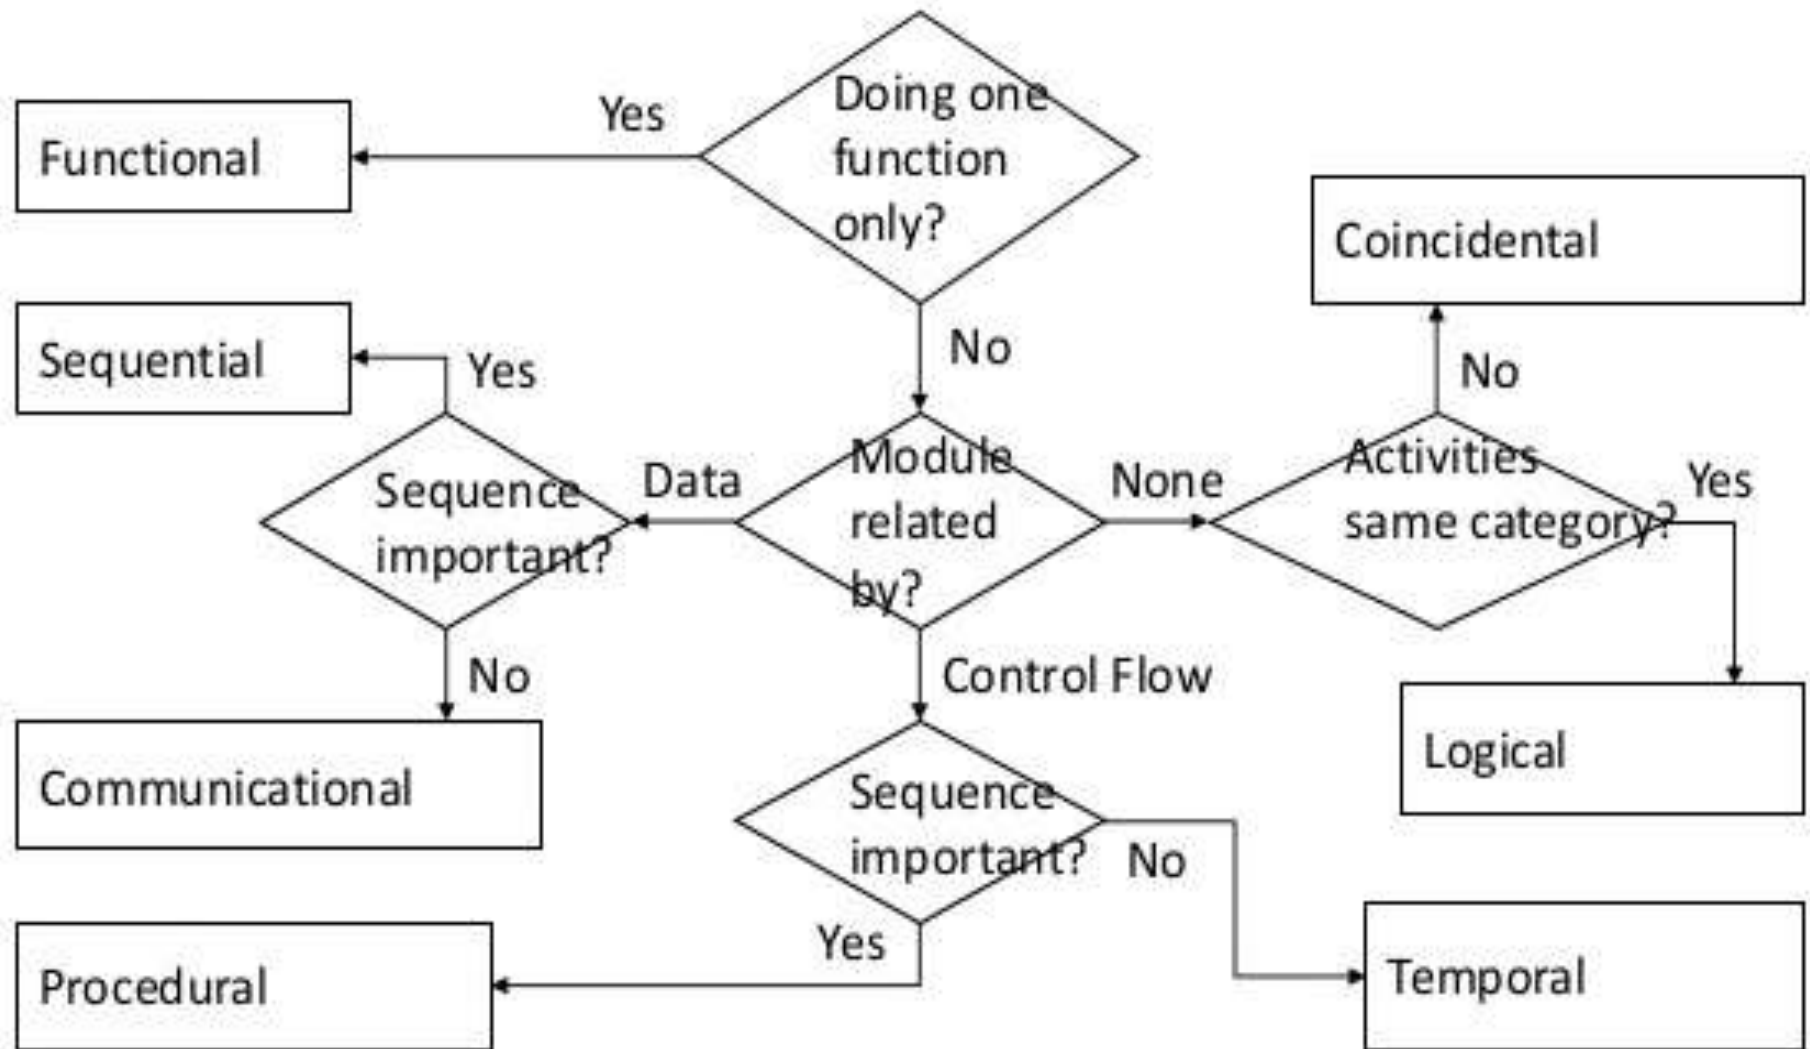 Doing one
function
only?
Yes
Functional
Coincidental
Sequential
Yes
No
No
Sequence
important?
Data
Module
related
by?
None
Activities
same category?
Yes
No
Control Flow
Communicational
Logical
Sequence
important?
No
Yes
Procedural
Temporal